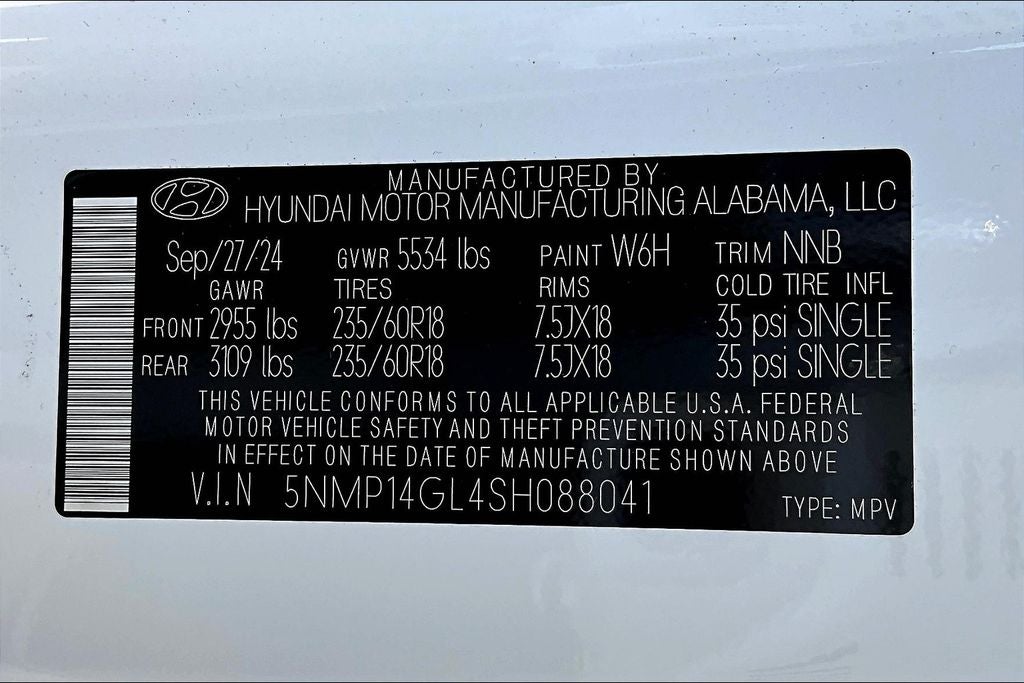 MANUFACTURED BY
HYUNDAI MOTOR MANUFACTURING ALABAMA, LLC
Sep/27/24 GVWR 5534 lbs PAINT W6H TRIM NNB
GAWR TIRES RIMS COLD TIRE INFL
FRONT 2955 lbs 235/60R18 7.5JX18 35 psi SINGLE
REAR 3109 lbs 235/60R18 7.5JX18 35 psi SINGLE
THIS VEHICLE CONFORMS TO ALL APPLICABLE U.S.A. FEDERAL
MOTOR VEHICLE SAFETY AND THEFT PREVENTION STANDARDS
IN EFFECT ON THE DATE OF MANUFACTURE SHOWN ABOVE
V.I.N 5NMP14GL4SH088041 TYPE: MPV